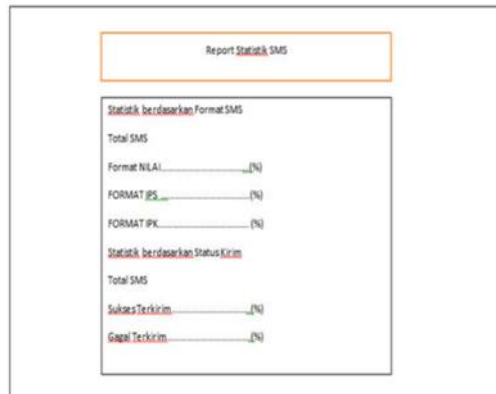 Report Statistik SMS
Statistik berdasarkan Format SMS
Total SMS
Format NILAI..............................(%)
FORMAT IPS ..............................(%)
FORMAT IPK..............................(%)
Statistik berdasarkan Status Kirim
Total SMS
Sukses Terkirim..............................(%)
Gagal Terkirim..............................(%)